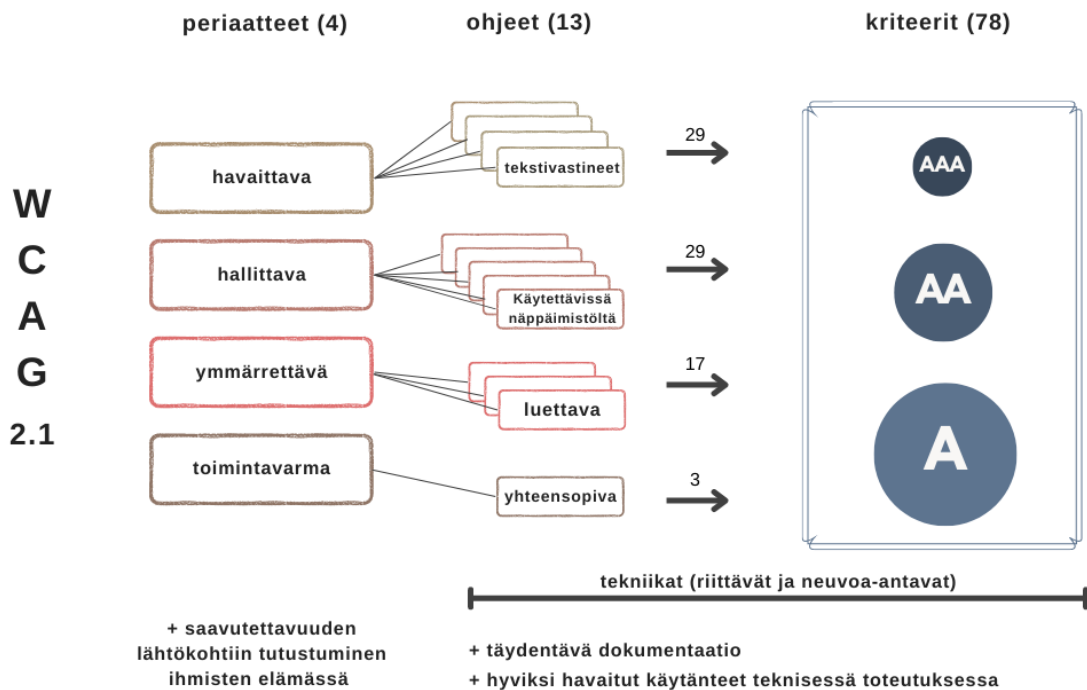 periaatteet (4)
ohjeet (13)
kriteerit (78)
W
C
A
G
2.1
havaittava
tekstivastineet
29
hallittava
Käytettävissä
näppäimistöltä
29
ymmärrettävä
luettava
17
toimintavarma
yhteensopiva
3
AAA
AA
A
tekniikat (riittävät ja neuvoa-antavat)
+ saavutettavuuden
lähtökohtiin tutustuminen
ihmisten elämässä
+ täydentävä dokumentaatio
+ hyviksi havaitut käytänteet teknisessä toteutuksessa